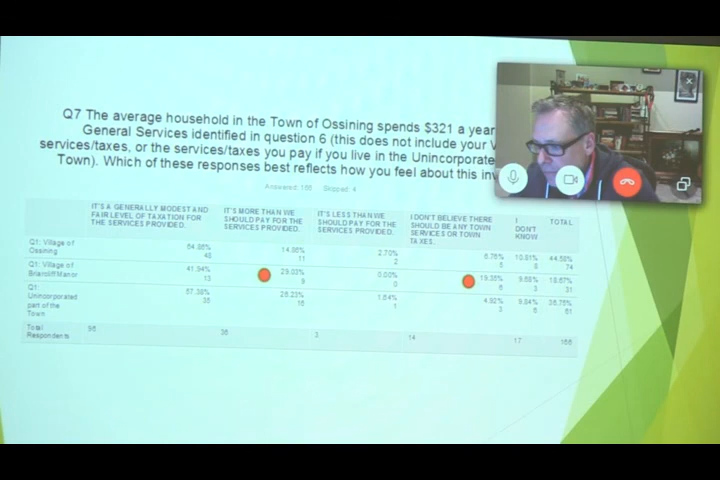 Q7 The average household in the Town of Ossining spends $321 a year
General Services identified in question 6 (this does not include your V
services/taxes, or the services/taxes you pay if you live in the Unincorporate
Town). Which of these responses best reflects how you feel about this inv
Answered: 166 Skipped: 4
IT'S A GENERALLY MODEST AND FAIR LEVEL OF TAXATION FOR THE SERVICES PROVIDED.
IT'S MORE THAN WE SHOULD PAY FOR THE SERVICES PROVIDED.
IT'S LESS THAN WE SHOULD PAY FOR THE SERVICES PROVIDED.
I DON'T BELIEVE THERE SHOULD BE ANY TOWN SERVICES OR TOWN TAXES.
I DON'T KNOW
TOTAL
Q1: Village of Ossining
64.86% 14.86% 2.70% 6.76% 10.81% 44.58%
48 11 2 5 8 74
Q1: Village of Briarcliff Manor
41.94% 29.03% 0.00% 19.35% 9.68% 18.67%
13 9 0 6 3 31
Q1: Unincorporated part of the Town
57.38% 26.23% 1.64% 4.92% 9.84% 36.75%
35 16 1 3 6 61
Total Respondents
96 36 3 14 17 166